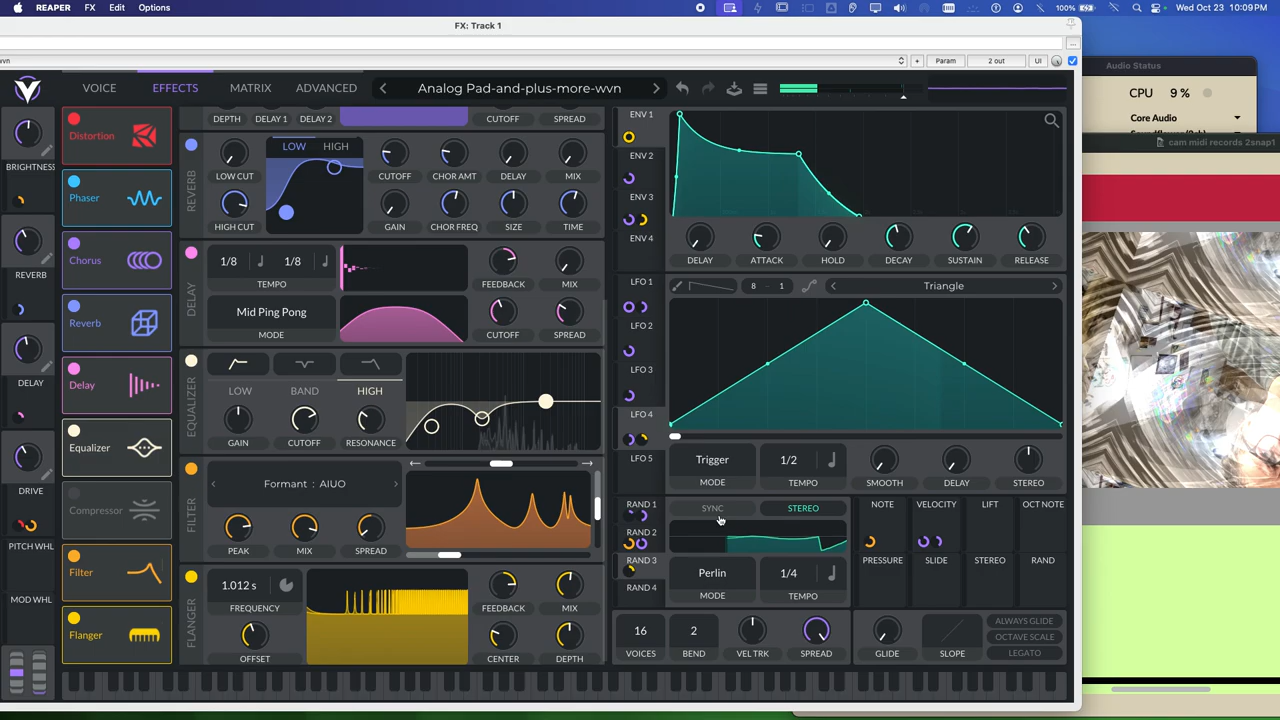 REAPER FX Edit Options 100% Wed Oct 23 10:09PM
FX: Track 1
wn + Param 2 out UI
Audio Status
CPU 9 %
Core Audio
cam midi records 2snap1
VOICE EFFECTS MATRIX ADVANCED
Analog Pad-and-plus-more-wvn
BRIGHTNESS
REVERB
DELAY
DRIVE
PITCH WHL
MOD WHL
Distortion
Phaser
Chorus
Reverb
Delay
Equalizer
Compressor
Filter
Flanger
DEPTH DELAY 1 DELAY 2 CUTOFF SPREAD
REVERB
LOW HIGH
LOW CUT CUTOFF CHOR AMT DELAY MIX
HIGH CUT GAIN CHOR FREQ SIZE TIME
DELAY
1/8 1/8
TEMPO FEEDBACK MIX
Mid Ping Pong
MODE CUTOFF SPREAD
EQUALIZER
LOW BAND HIGH
GAIN CUTOFF RESONANCE
FILTER
Formant : AIUO
PEAK MIX SPREAD
FLANGER
1.012 s
FREQUENCY FEEDBACK MIX
OFFSET CENTER DEPTH
ENV 1
ENV 2
ENV 3
ENV 4
DELAY ATTACK HOLD DECAY SUSTAIN RELEASE
LFO 1
LFO 2
LFO 3
LFO 4
LFO 5
8 - 1 Triangle
Trigger 1/2
MODE TEMPO SMOOTH DELAY STEREO
RAND 1
RAND 2
RAND 3
RAND 4
SYNC STEREO
Perlin 1/4
MODE TEMPO
NOTE VELOCITY LIFT OCT NOTE
PRESSURE SLIDE STEREO RAND
16 2
VOICES BEND VEL TRK SPREAD
GLIDE SLOPE
ALWAYS GLIDE
OCTAVE SCALE
LEGATO